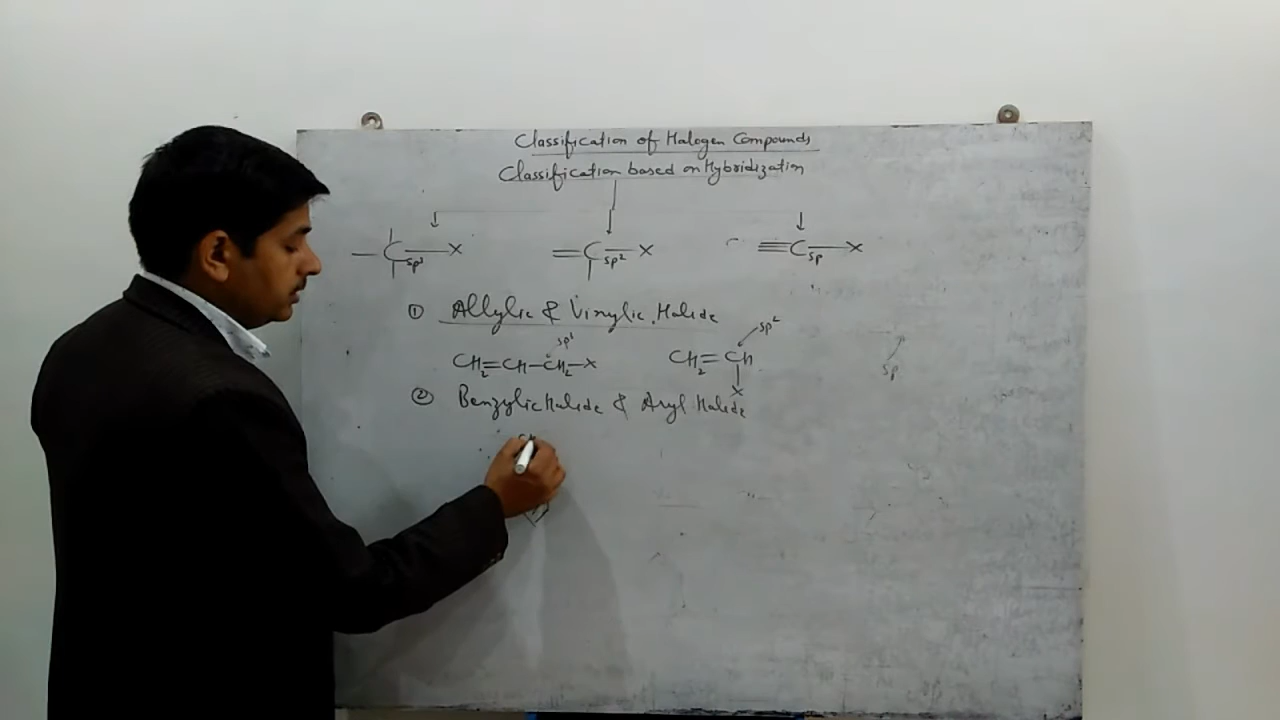 Classification of Halogen Compounds
Classification based on Hybridization
—C—X =C—X ≡C—X
sp³ sp² sp
① Allylic & Vinylic Halide
sp³ sp²
CH₂=CH—CH₂—X CH₂=CH
X
sp
② Benzylic Halide & Aryl Halide